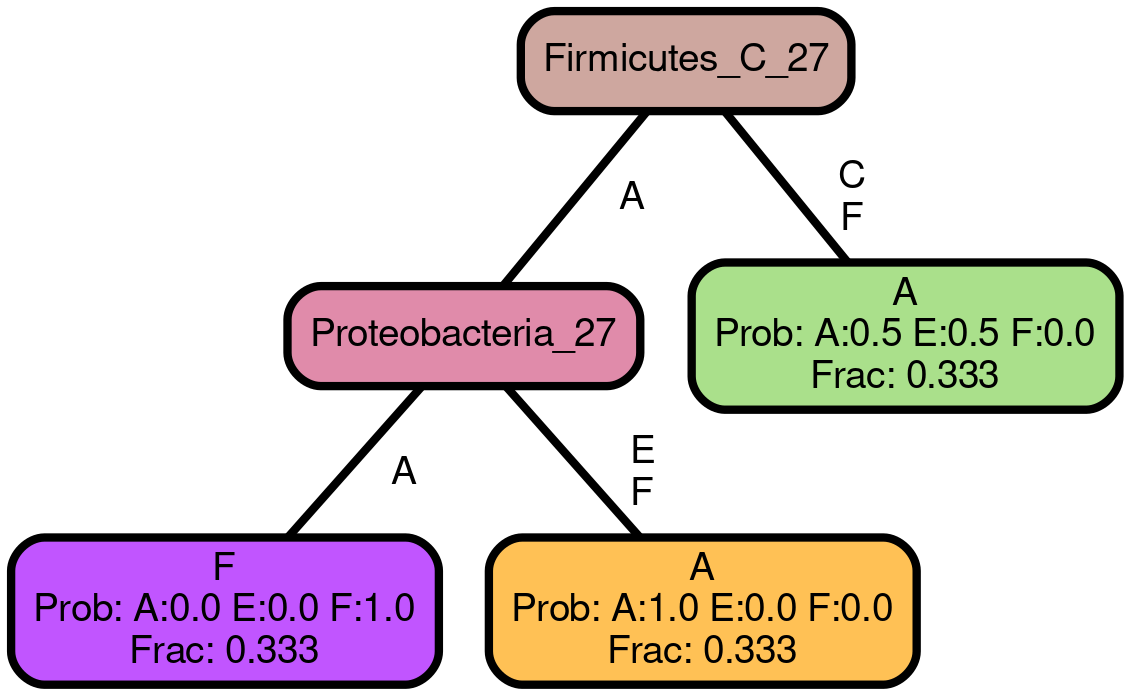 Firmicutes_C_27
A
C
F
Proteobacteria_27
A
Prob: A:0.5 E:0.5 F:0.0
Frac: 0.333
A
E
F
F
Prob: A:0.0 E:0.0 F:1.0
Frac: 0.333
A
Prob: A:1.0 E:0.0 F:0.0
Frac: 0.333